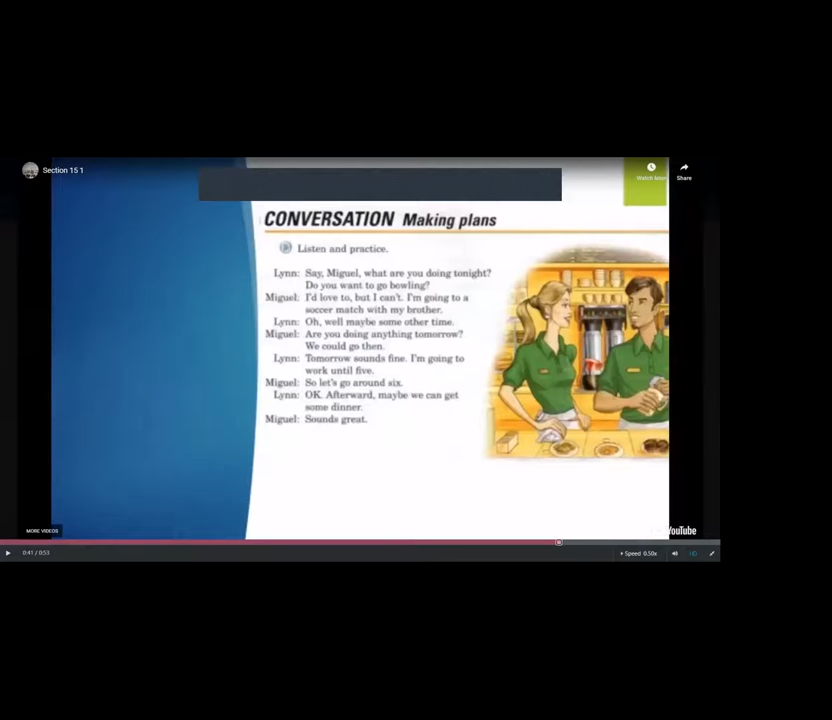 Section 15 1
Watch later
Share
CONVERSATION Making plans
Listen and practice.
Lynn: Say, Miguel, what are you doing tonight?
Do you want to go bowling?
Miguel: I'd love to, but I can't. I'm going to a
soccer match with my brother.
Lynn: Oh, well maybe some other time.
Miguel: Are you doing anything tomorrow?
We could go then.
Lynn: Tomorrow sounds fine. I'm going to
work until five.
Miguel: So let's go around six.
Lynn: OK. Afterward, maybe we can get
some dinner.
Miguel: Sounds great.
MORE VIDEOS
YouTube
0:41 / 0:53
Speed 0.50x
HD